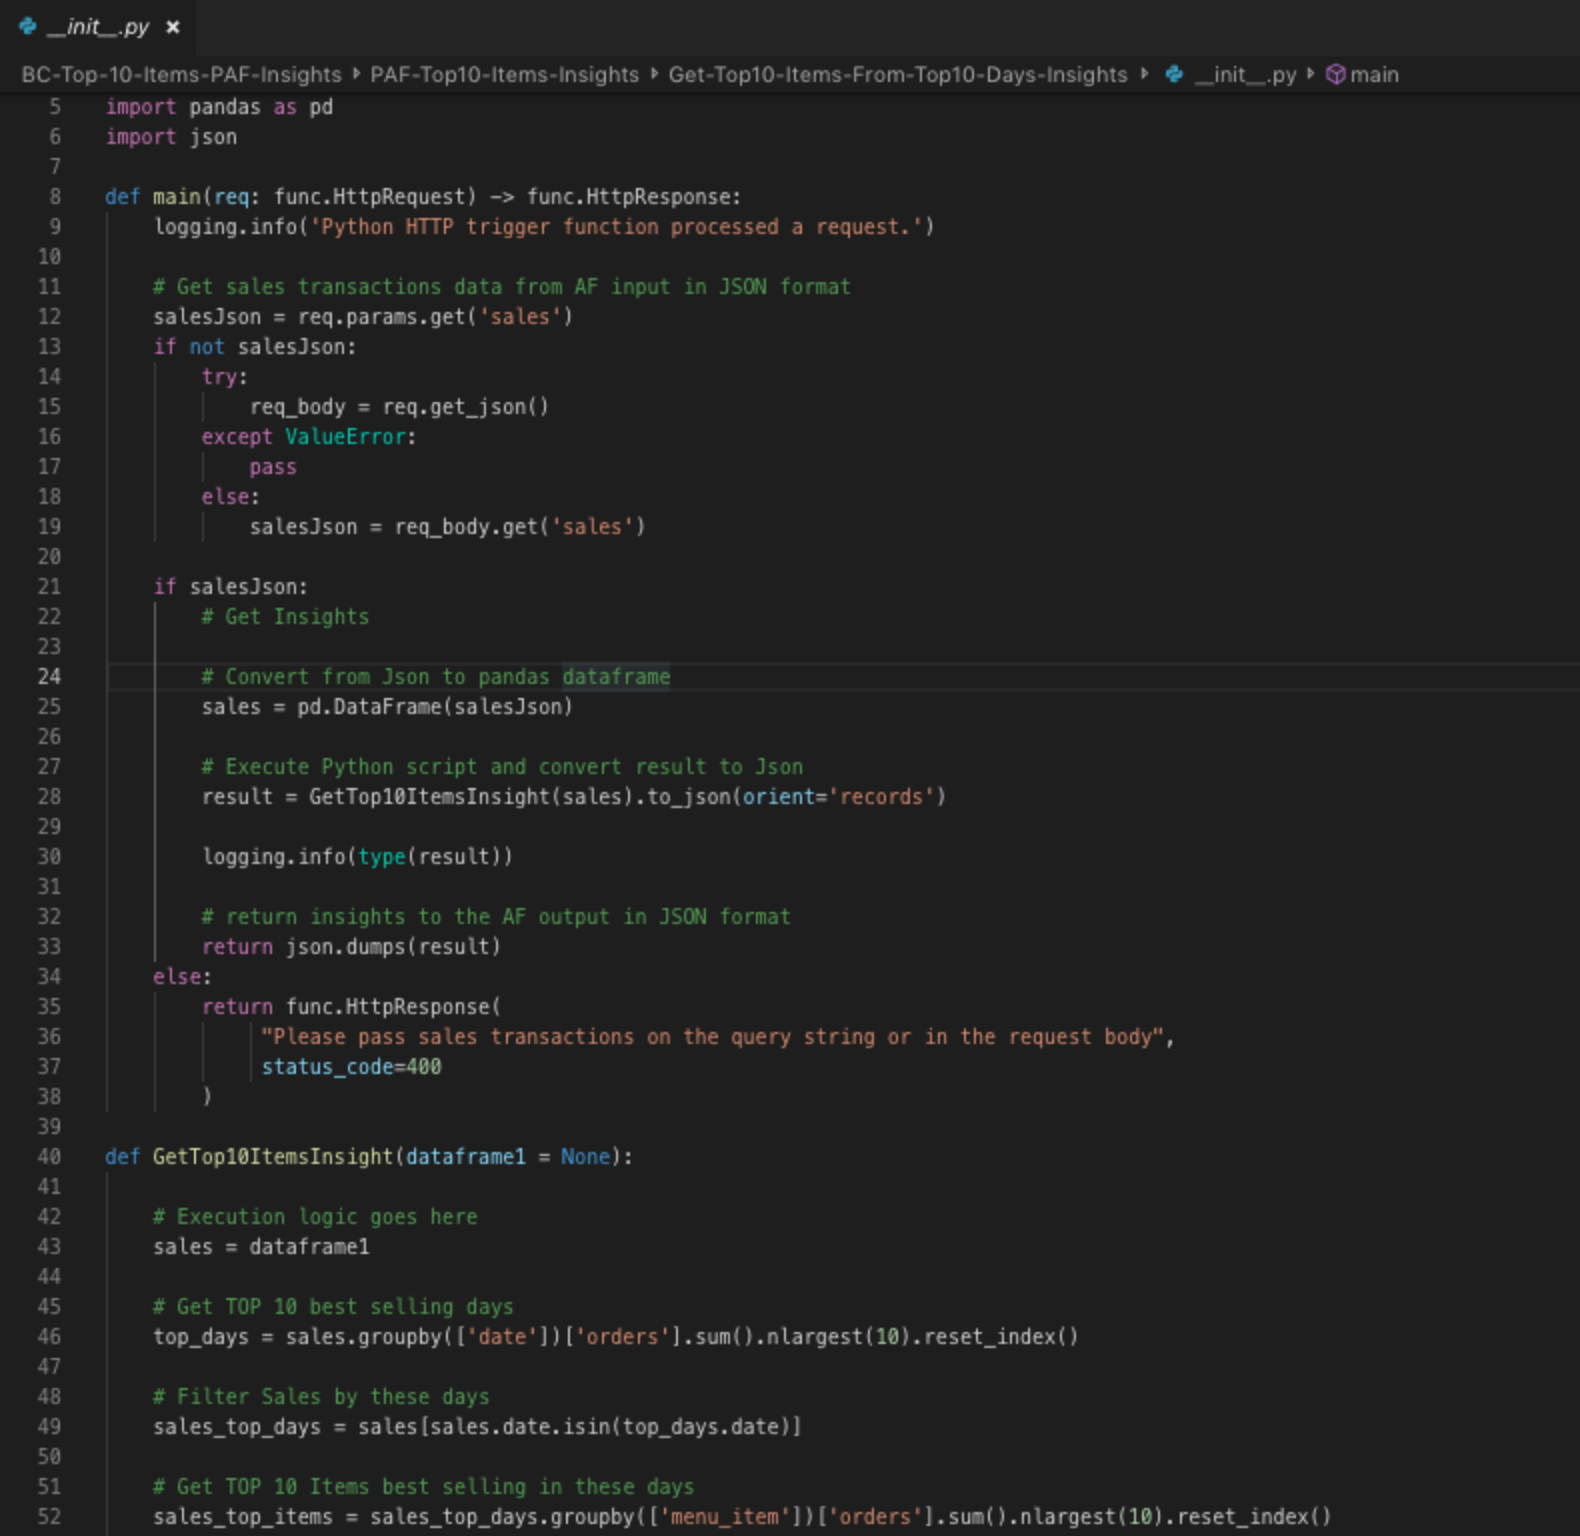 __init__.py ×
BC-Top-10-Items-PAF-Insights ▸ PAF-Top10-Items-Insights ▸ Get-Top10-Items-From-Top10-Days-Insights ▸ __init__.py ▸ main
5 import pandas as pd
6 import json
7
8 def main(req: func.HttpRequest) -> func.HttpResponse:
9     logging.info('Python HTTP trigger function processed a request.')
10
11     # Get sales transactions data from AF input in JSON format
12     salesJson = req.params.get('sales')
13     if not salesJson:
14         try:
15             req_body = req.get_json()
16         except ValueError:
17             pass
18         else:
19             salesJson = req_body.get('sales')
20
21     if salesJson:
22         # Get Insights
23
24         # Convert from Json to pandas dataframe
25         sales = pd.DataFrame(salesJson)
26
27         # Execute Python script and convert result to Json
28         result = GetTop10ItemsInsight(sales).to_json(orient='records')
29
30         logging.info(type(result))
31
32         # return insights to the AF output in JSON format
33         return json.dumps(result)
34     else:
35         return func.HttpResponse(
36              "Please pass sales transactions on the query string or in the request body",
37              status_code=400
38         )
39
40 def GetTop10ItemsInsight(dataframe1 = None):
41
42     # Execution logic goes here
43     sales = dataframe1
44
45     # Get TOP 10 best selling days
46     top_days = sales.groupby(['date'])['orders'].sum().nlargest(10).reset_index()
47
48     # Filter Sales by these days
49     sales_top_days = sales[sales.date.isin(top_days.date)]
50
51     # Get TOP 10 Items best selling in these days
52     sales_top_items = sales_top_days.groupby(['menu_item'])['orders'].sum().nlargest(10).reset_index()